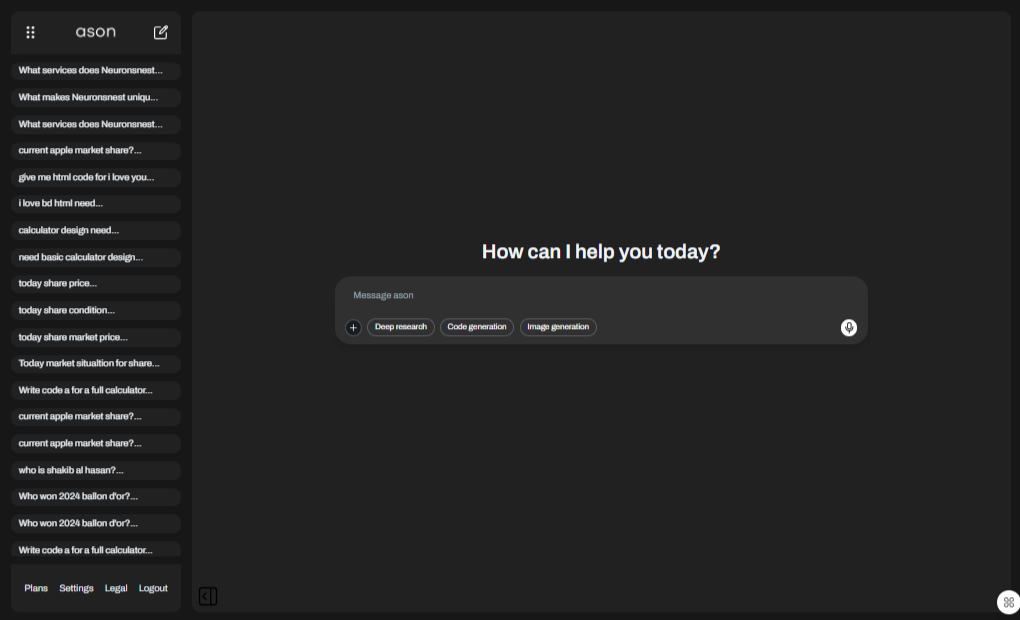 ason
What services does Neuronsnest...
What makes Neuronsnest uniqu...
What services does Neuronsnest...
current apple market share?...
give me html code for i love you...
i love bd html need...
calculator design need...
need basic calculator design...
today share price...
today share condition...
today share market price...
Today market situaltion for share...
Write code a for a full calculator...
current apple market share?...
current apple market share?...
who is shakib al hasan?...
Who won 2024 ballon d'or?...
Who won 2024 ballon d'or?...
Write code a for a full calculator...
Plans Settings Legal Logout
How can I help you today?
Message ason
Deep research Code generation Image generation